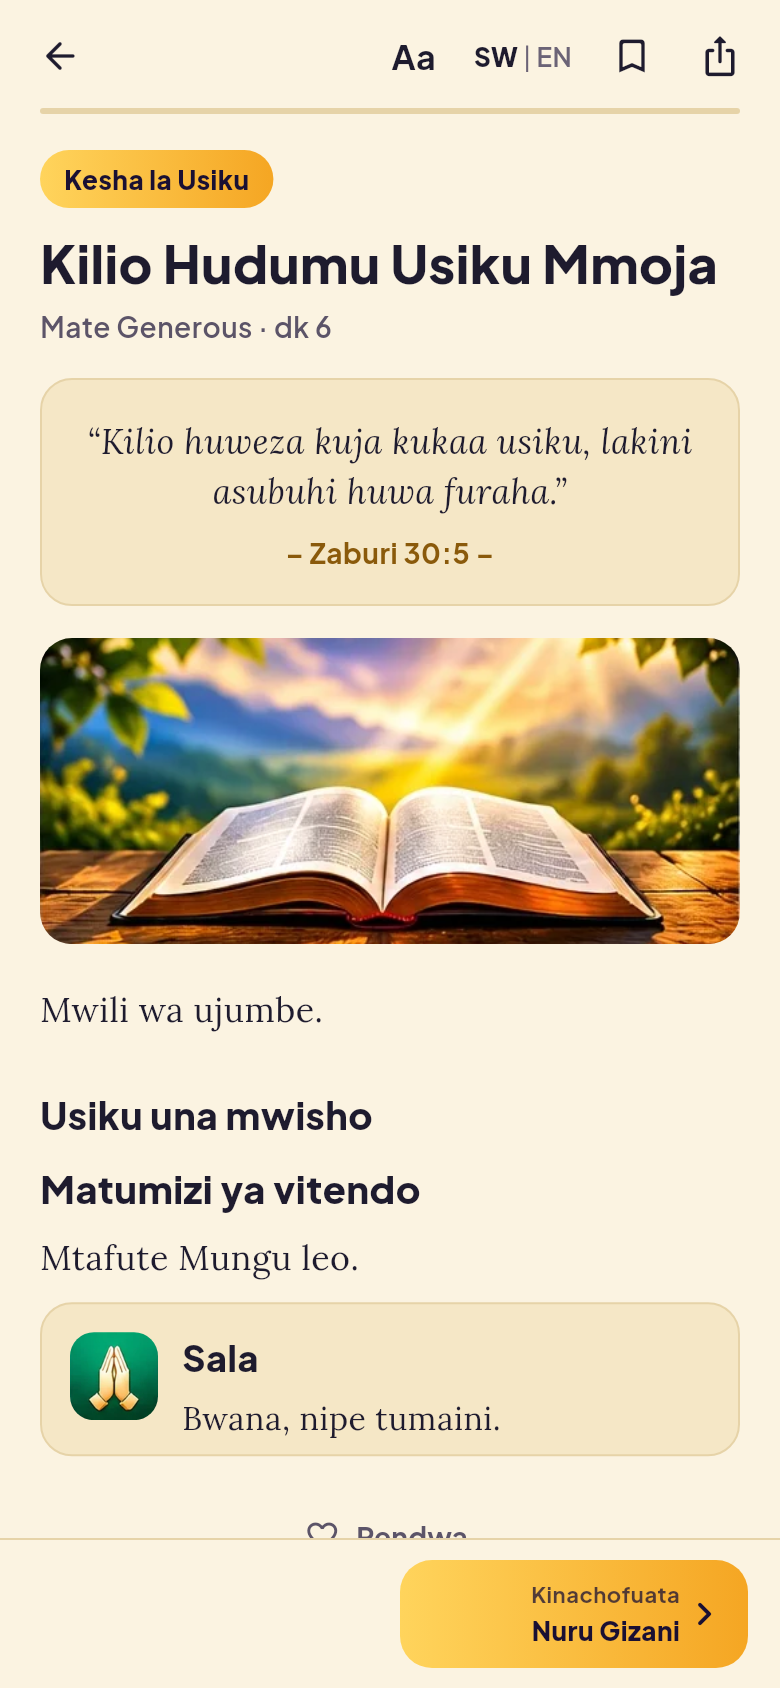 Aa SW | EN
Kesha la Usiku
Kilio Hudumu Usiku Mmoja
Mate Generous · dk 6
“Kilio huweza kuja kukaa usiku, lakini
asubuhi huwa furaha.”
– Zaburi 30:5 –
Mwili wa ujumbe.
Usiku una mwisho
Matumizi ya vitendo
Mtafute Mungu leo.
Sala
Bwana, nipe tumaini.
Pendwa
Kinachofuata
Nuru Gizani